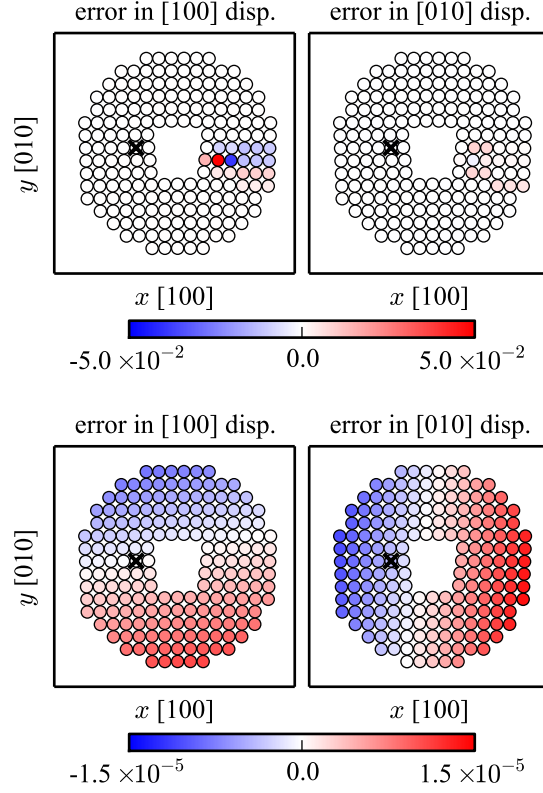 error in [100] disp. error in [010] disp.
y [010]
x [100] x [100]
-5.0 ×10⁻² 0.0 5.0 ×10⁻²
error in [100] disp. error in [010] disp.
y [010]
x [100] x [100]
-1.5 ×10⁻⁵ 0.0 1.5 ×10⁻⁵